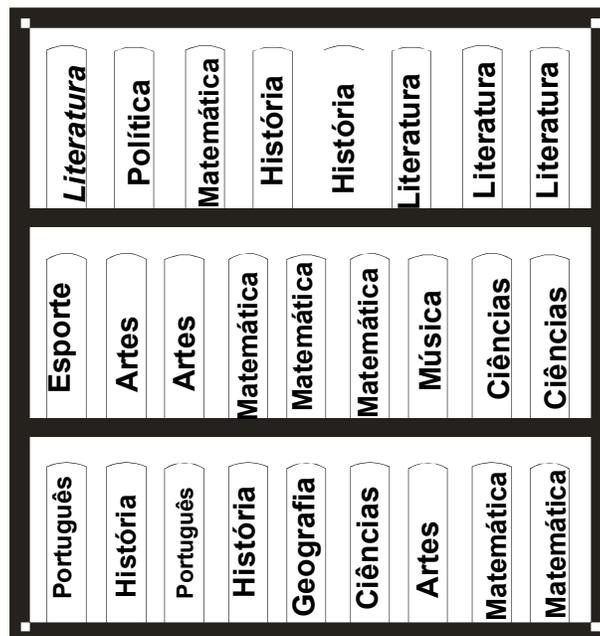 Literatura
Política
Matemática
História
História
Literatura
Literatura
Literatura
Esporte
Artes
Artes
Matemática
Matemática
Matemática
Música
Ciências
Ciências
Português
História
Português
História
Geografia
Ciências
Artes
Matemática
Matemática